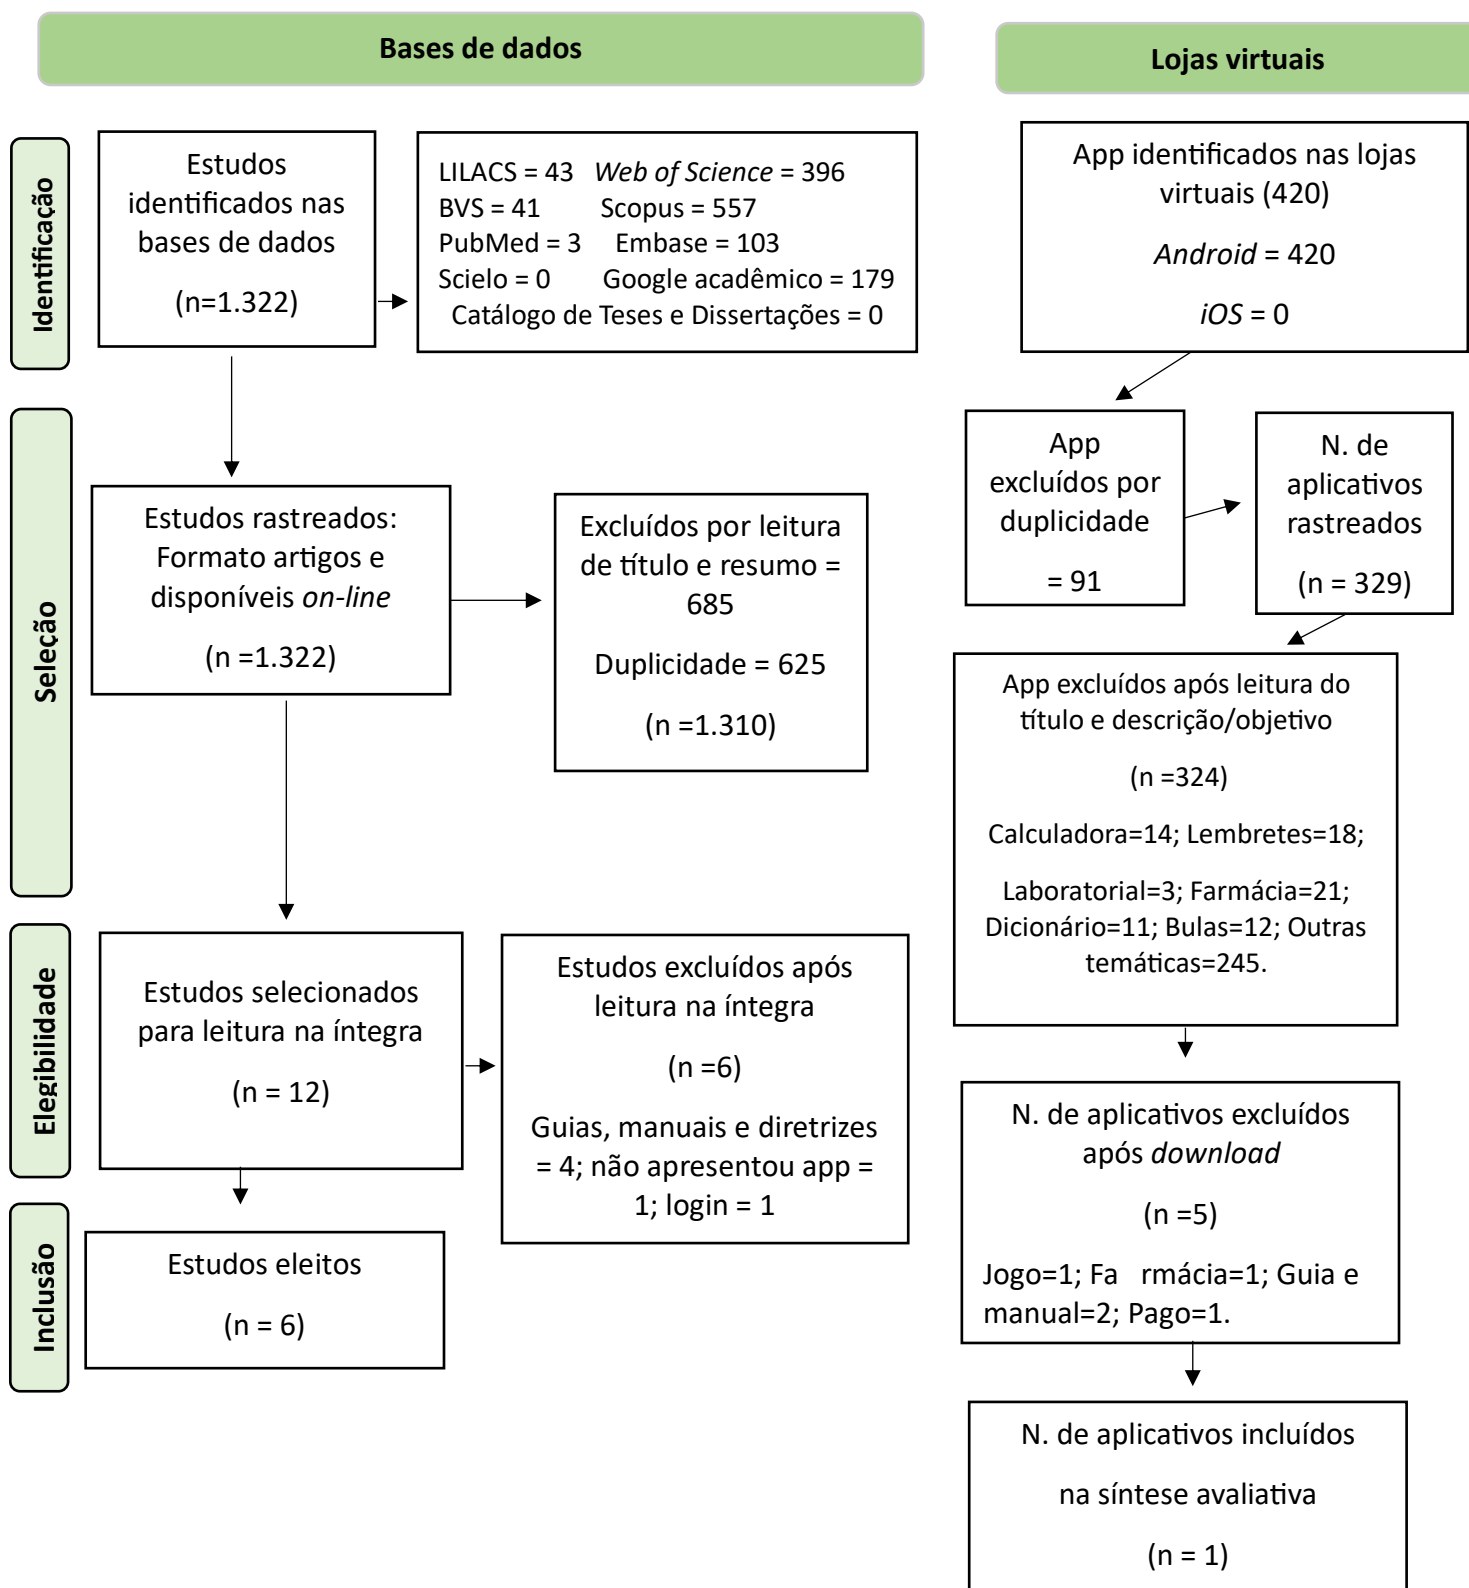 Bases de dados
Identificação
Estudos
identificados nas
bases de dados
(n=1.322)
LILACS = 43 Web of Science = 396
BVS = 41 Scopus = 557
PubMed = 3 Embase = 103
Scielo = 0 Google acadêmico = 179
Catálogo de Teses e Dissertações = 0
Seleção
Estudos rastreados:
Formato artigos e
disponíveis on-line
(n =1.322)
Excluídos por leitura
de título e resumo =
685
Duplicidade = 625
(n =1.310)
Elegibilidade
Estudos selecionados
para leitura na íntegra
(n = 12)
Estudos excluídos após
leitura na íntegra
(n =6)
Guias, manuais e diretrizes
= 4; não apresentou app =
1; login = 1
Inclusão
Estudos eleitos
(n = 6)
Lojas virtuais
App identificados nas lojas
virtuais (420)
Android = 420
iOS = 0
App
excluídos por
duplicidade
= 91
N. de
aplicativos
rastreados
(n = 329)
App excluídos após leitura do
título e descrição/objetivo
(n =324)
Calculadora=14; Lembretes=18;
Laboratorial=3; Farmácia=21;
Dicionário=11; Bulas=12; Outras
temáticas=245.
N. de aplicativos excluídos
após download
(n =5)
Jogo=1; Fa rmácia=1; Guia e
manual=2; Pago=1.
N. de aplicativos incluídos
na síntese avaliativa
(n = 1)